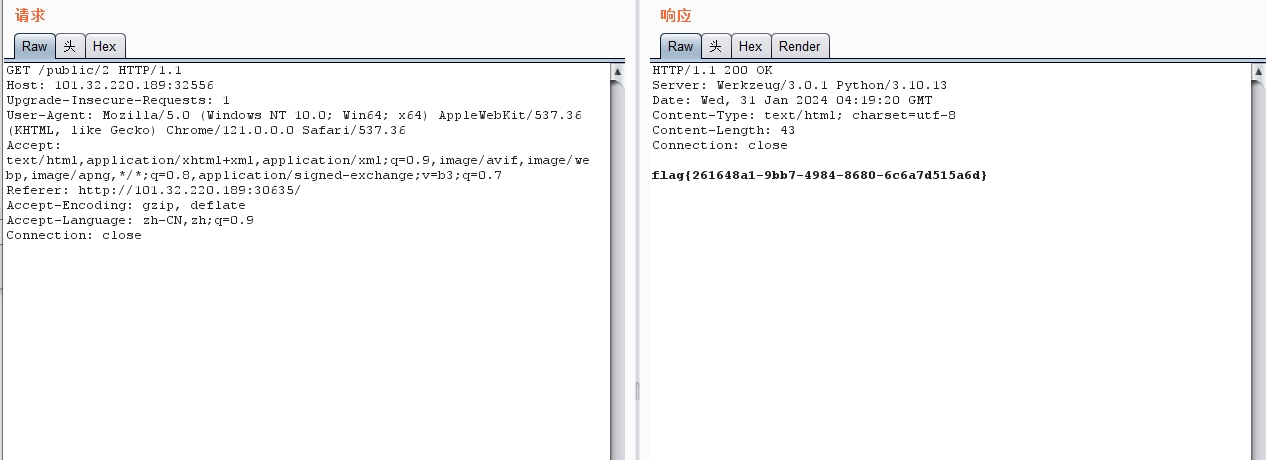 请求
Raw 头 Hex
GET /public/2 HTTP/1.1
Host: 101.32.220.189:32556
Upgrade-Insecure-Requests: 1
User-Agent: Mozilla/5.0 (Windows NT 10.0; Win64; x64) AppleWebKit/537.36
(KHTML, like Gecko) Chrome/121.0.0.0 Safari/537.36
Accept:
text/html,application/xhtml+xml,application/xml;q=0.9,image/avif,image/we
bp,image/apng,*/*;q=0.8,application/signed-exchange;v=b3;q=0.7
Referer: http://101.32.220.189:30635/
Accept-Encoding: gzip, deflate
Accept-Language: zh-CN,zh;q=0.9
Connection: close
响应
Raw 头 Hex Render
HTTP/1.1 200 OK
Server: Werkzeug/3.0.1 Python/3.10.13
Date: Wed, 31 Jan 2024 04:19:20 GMT
Content-Type: text/html; charset=utf-8
Content-Length: 43
Connection: close
flag{261648a1-9bb7-4984-8680-6c6a7d515a6d}